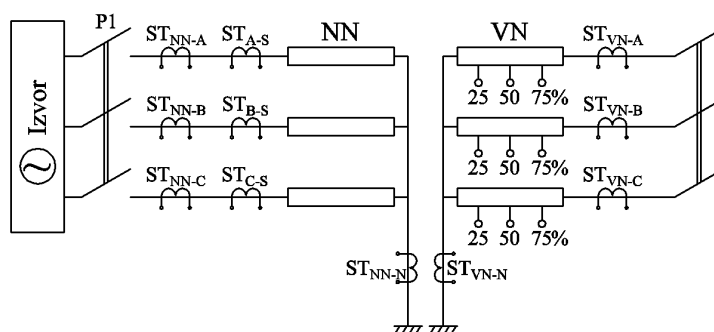 P1
ST_NN-A ST_A-S NN VN ST_VN-A
25 50 75%
Izvor
ST_NN-B ST_B-S ST_VN-B
25 50 75%
ST_NN-C ST_C-S ST_VN-C
25 50 75%
ST_NN-N ST_VN-N